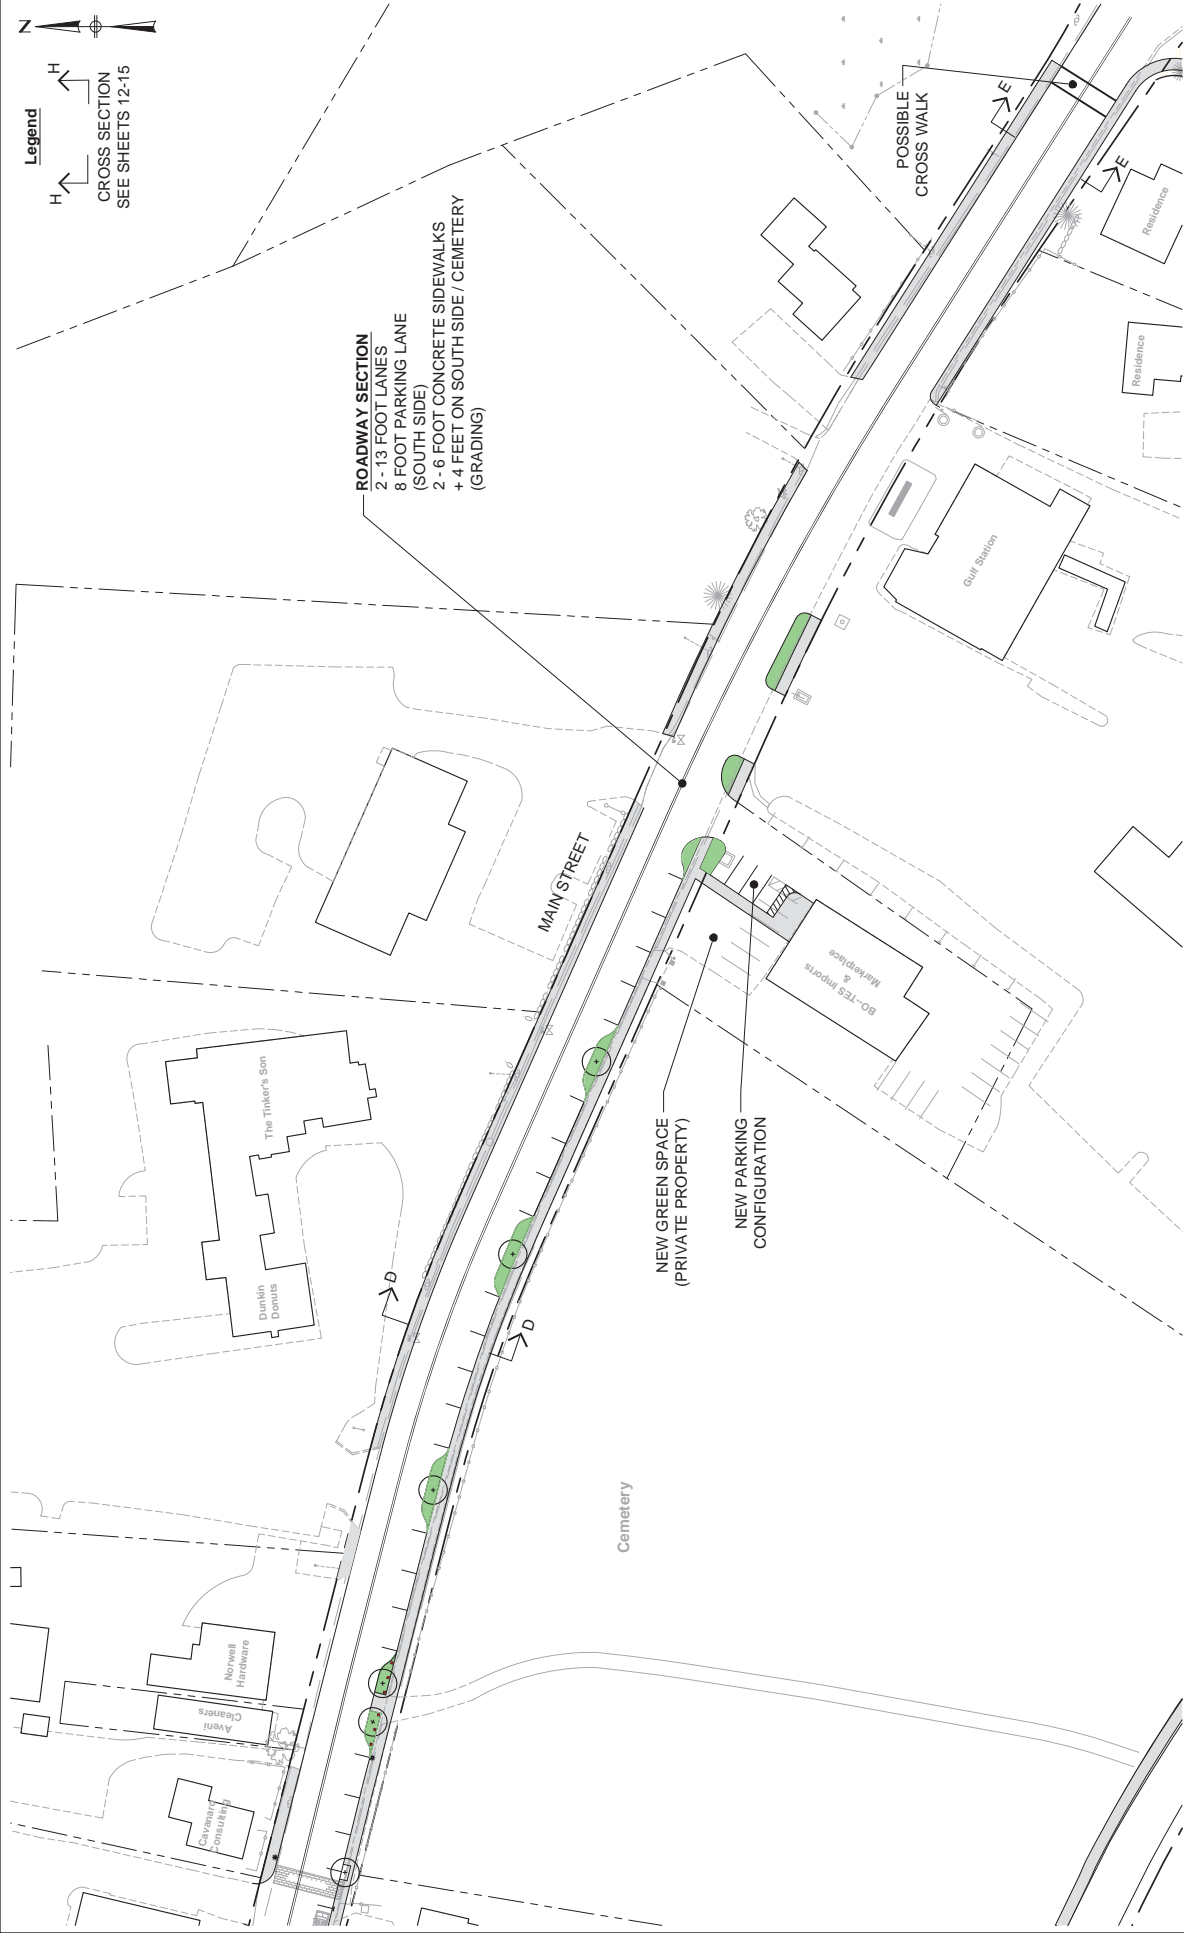 Z
Legend
H
H
CROSS SECTION
SEE SHEETS 12-15
ROADWAY SECTION
2 - 13 FOOT LANES
8 FOOT PARKING LANE
(SOUTH SIDE)
2 - 6 FOOT CONCRETE SIDEWALKS
+ 4 FEET ON SOUTH SIDE / CEMETERY
(GRADING)
POSSIBLE
CROSS WALK
E
E
Residence
Residence
Gulf Station
MAIN STREET
BO--TES Imports
&
Marketplace
The Tinker's Son
Dunkin
Donuts
NEW GREEN SPACE
(PRIVATE PROPERTY)
NEW PARKING
CONFIGURATION
D
D
Cemetery
Norwell
Hardware
Aveni
Cleaners
Cavanaro
Consulting